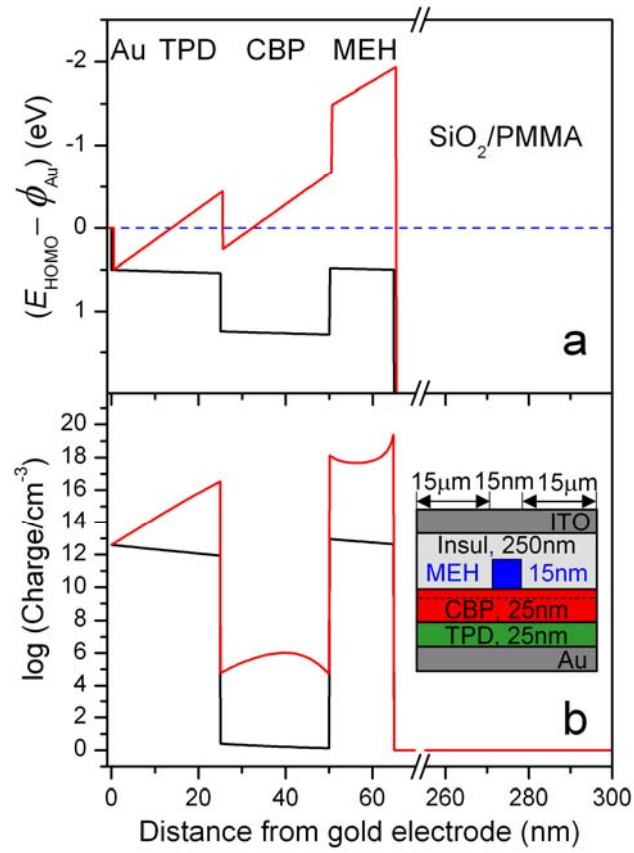 Au TPD CBP MEH
SiO₂/PMMA
(E_HOMO − ϕ_Au) (eV)
-2
-1
0
1
a
log (Charge/cm⁻³)
20
18
16
14
12
10
8
6
4
2
0
15μm 15nm 15μm
ITO
Insul, 250nm
MEH 15nm
CBP, 25nm
TPD, 25nm
Au
b
0 20 40 60 260 280 300
Distance from gold electrode (nm)